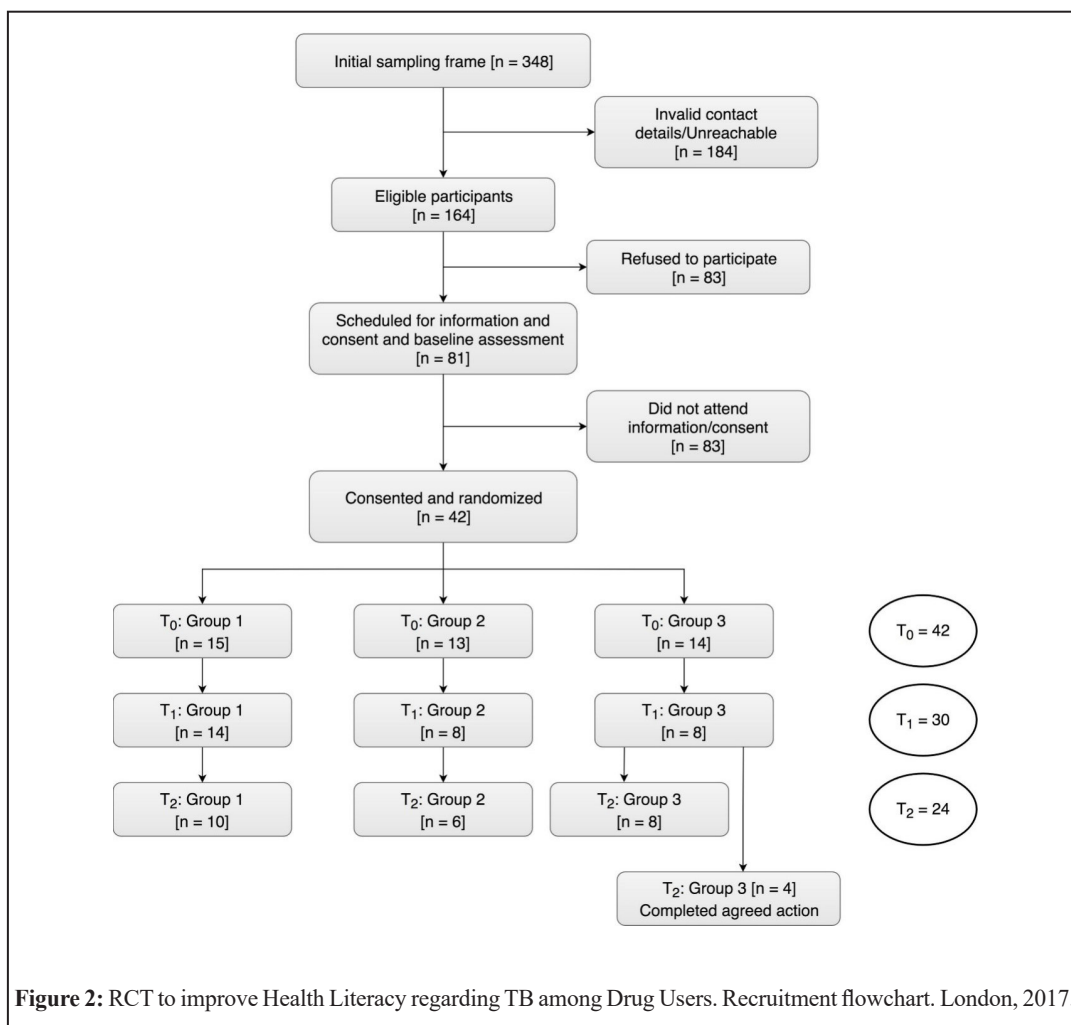 Initial sampling frame [n = 348]
Invalid contact
details/Unreachable
[n = 184]
Eligible participants
[n = 164]
Refused to participate
[n = 83]
Scheduled for information and
consent and baseline assessment
[n = 81]
Did not attend
information/consent
[n = 83]
Consented and randomized
[n = 42]
T₀: Group 1
[n = 15]
T₀: Group 2
[n = 13]
T₀: Group 3
[n = 14]
T₀ = 42
T₁: Group 1
[n = 14]
T₁: Group 2
[n = 8]
T₁: Group 3
[n = 8]
T₁ = 30
T₂: Group 1
[n = 10]
T₂: Group 2
[n = 6]
T₂: Group 3
[n = 8]
T₂ = 24
T₂: Group 3 [n = 4]
Completed agreed action
Figure 2: RCT to improve Health Literacy regarding TB among Drug Users. Recruitment flowchart. London, 2017